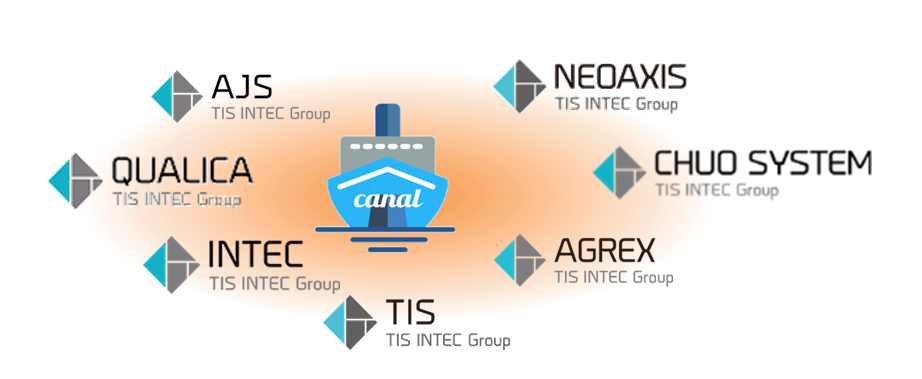 AJS
TIS INTEC Group
NEOAXIS
TIS INTEC Group
QUALICA
TIS INTEC Group
canal
CHUO SYSTEM
TIS INTEC Group
INTEC
TIS INTEC Group
AGREX
TIS INTEC Group
TIS
TIS INTEC Group